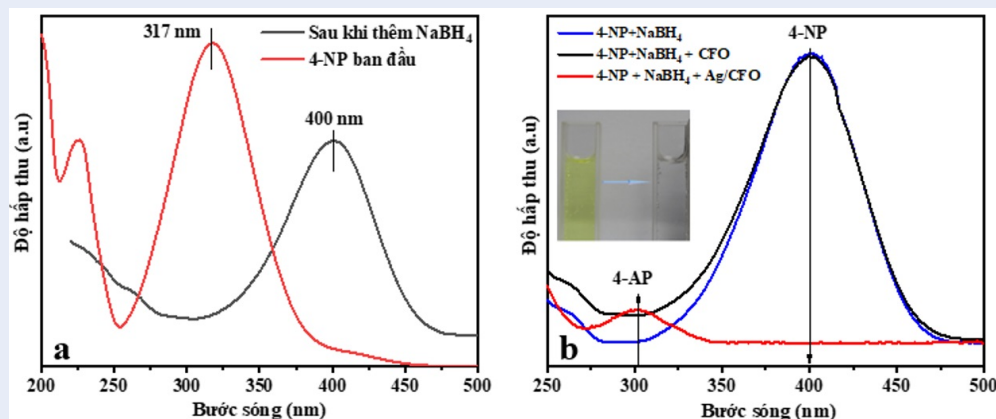 317 nm
Sau khi thêm NaBH₄
4-NP ban đầu
400 nm
Độ hấp thu (a.u)
a
200 250 300 350 400 450 500
Bước sóng (nm)
4-NP+NaBH₄
4-NP+NaBH₄ + CFO
4-NP + NaBH₄ + Ag/CFO
4-NP
4-AP
Độ hấp thu (a.u)
b
250 300 350 400 450 500
Bước sóng (nm)